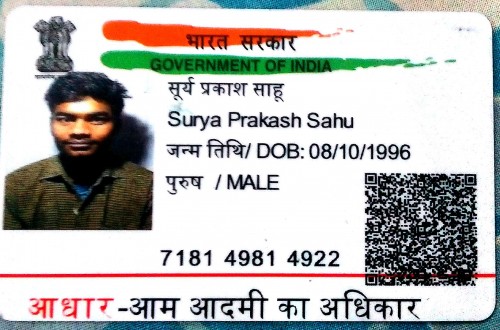 भारत सरकार
GOVERNMENT OF INDIA
सूर्य प्रकाश साहू
Surya Prakash Sahu
जन्म तिथि/ DOB: 08/10/1996
पुरुष / MALE
7181 4981 4922
आधार-आम आदमी का अधिकार